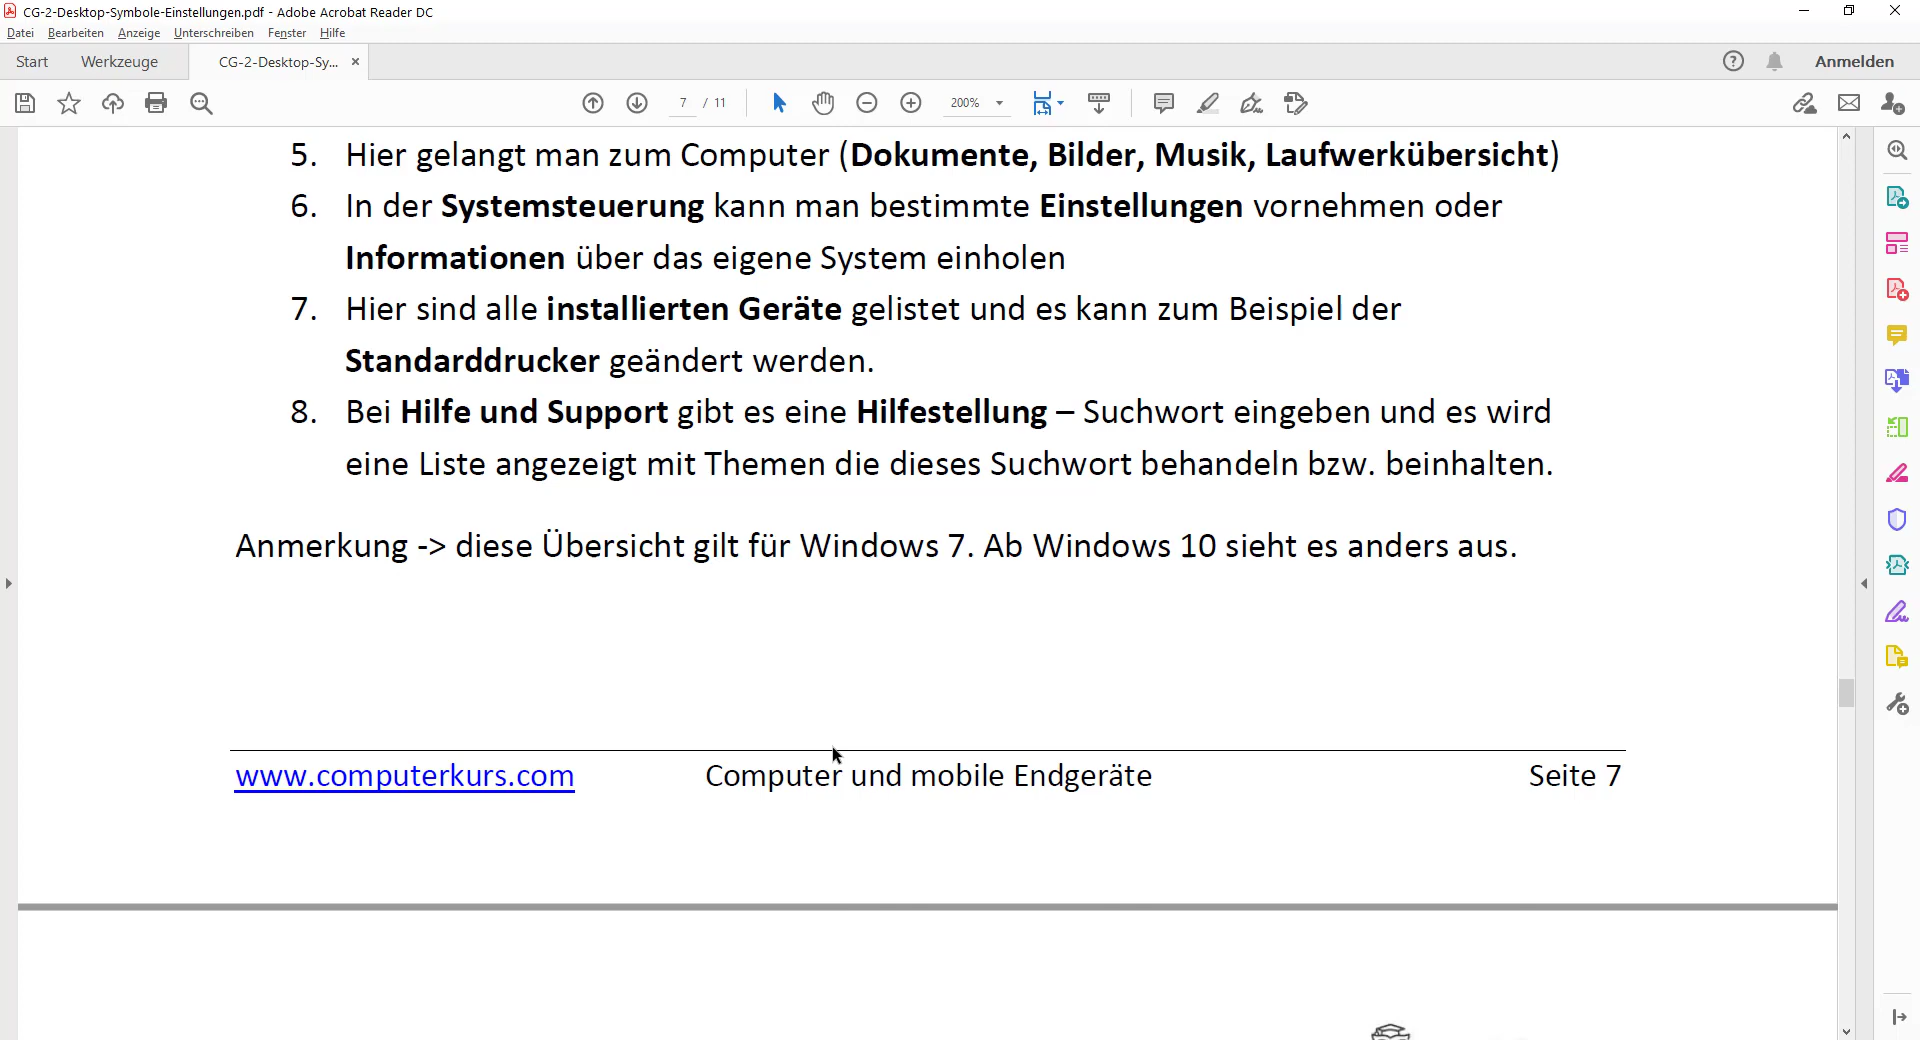 CG-2-Desktop-Symbole-Einstellungen.pdf - Adobe Acrobat Reader DC
Datei Bearbeiten Anzeige Unterschreiben Fenster Hilfe
Start Werkzeuge CG-2-Desktop-Sy... Anmelden
7 / 11 200%
5. Hier gelangt man zum Computer (Dokumente, Bilder, Musik, Laufwerkübersicht)
6. In der Systemsteuerung kann man bestimmte Einstellungen vornehmen oder
Informationen über das eigene System einholen
7. Hier sind alle installierten Geräte gelistet und es kann zum Beispiel der
Standarddrucker geändert werden.
8. Bei Hilfe und Support gibt es eine Hilfestellung – Suchwort eingeben und es wird
eine Liste angezeigt mit Themen die dieses Suchwort behandeln bzw. beinhalten.
Anmerkung -> diese Übersicht gilt für Windows 7. Ab Windows 10 sieht es anders aus.
www.computerkurs.com Computer und mobile Endgeräte Seite 7